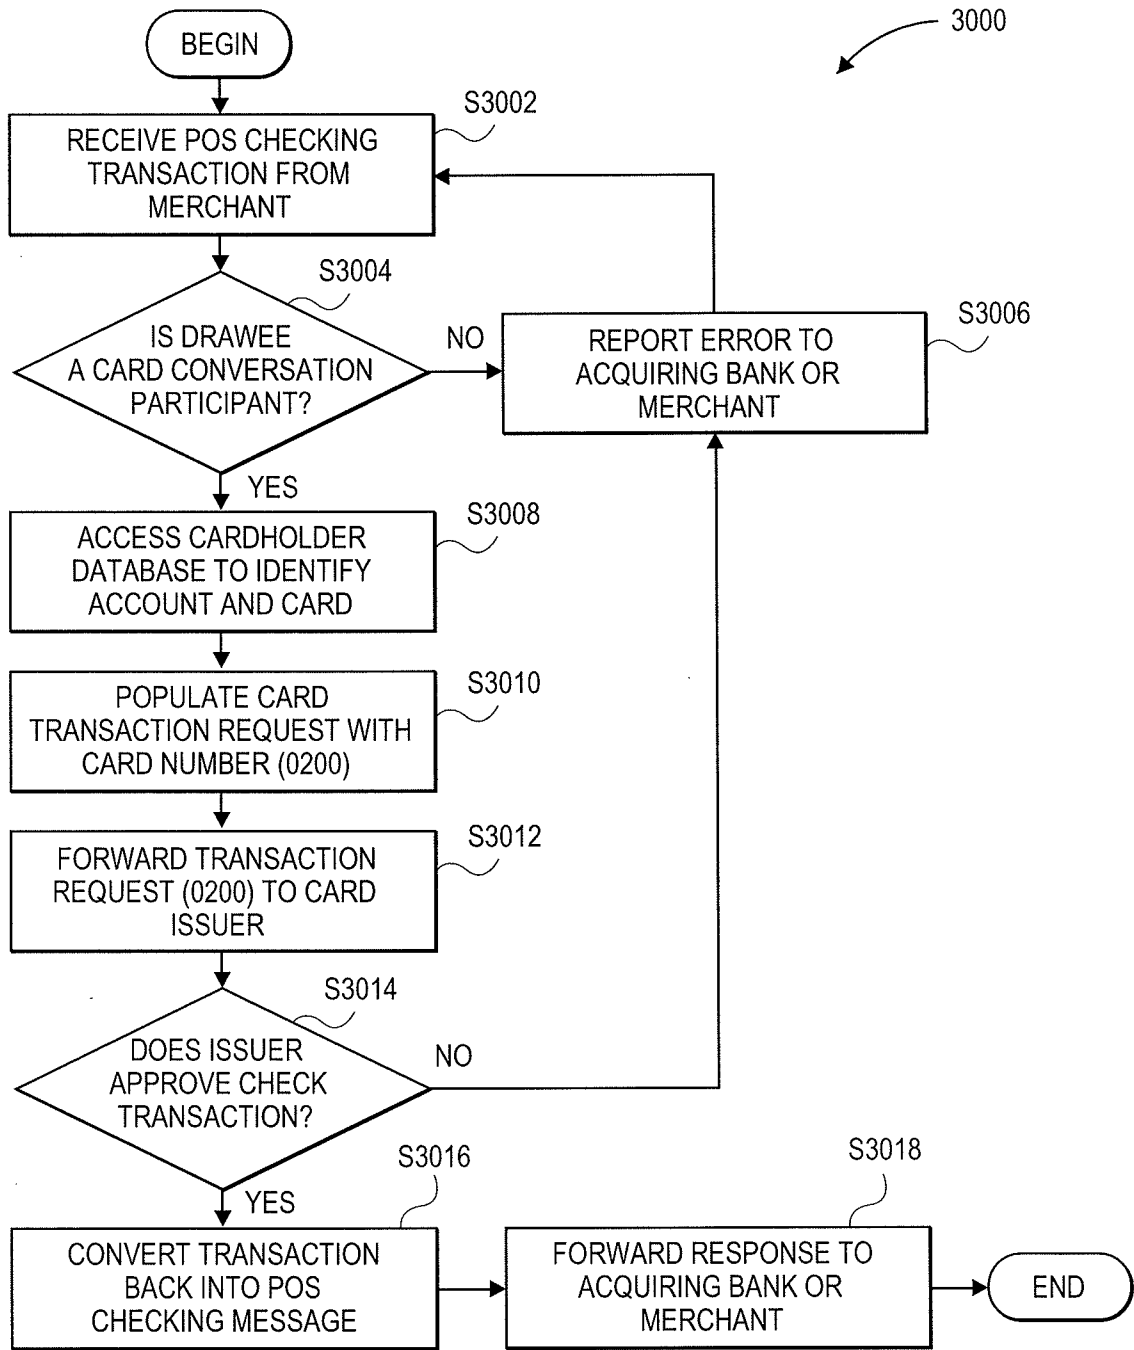 BEGIN
3000
S3002
RECEIVE POS CHECKING
TRANSACTION FROM
MERCHANT
S3004
IS DRAWEE
A CARD CONVERSATION
PARTICIPANT?
NO
S3006
REPORT ERROR TO
ACQUIRING BANK OR
MERCHANT
YES
S3008
ACCESS CARDHOLDER
DATABASE TO IDENTIFY
ACCOUNT AND CARD
S3010
POPULATE CARD
TRANSACTION REQUEST WITH
CARD NUMBER (0200)
S3012
FORWARD TRANSACTION
REQUEST (0200) TO CARD
ISSUER
S3014
DOES ISSUER
APPROVE CHECK
TRANSACTION?
NO
YES
S3016
CONVERT TRANSACTION
BACK INTO POS
CHECKING MESSAGE
S3018
FORWARD RESPONSE TO
ACQUIRING BANK OR
MERCHANT
END